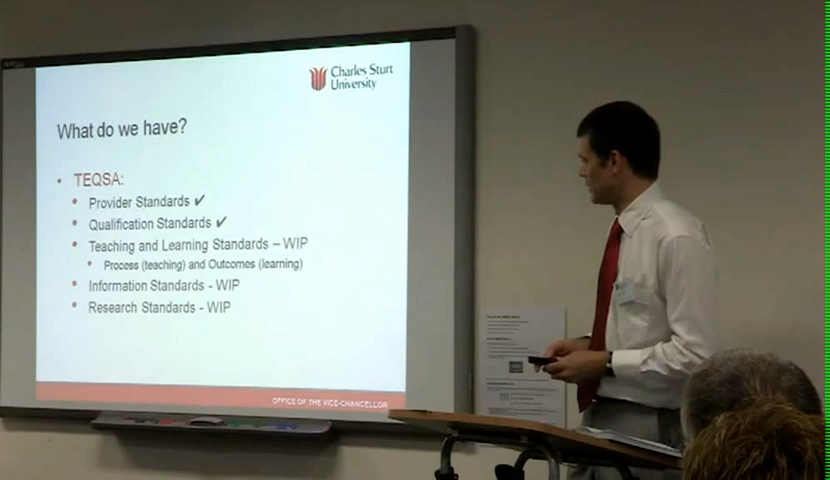 Charles Sturt
University
What do we have?
• TEQSA:
• Provider Standards ✓
• Qualification Standards ✓
• Teaching and Learning Standards – WIP
• Process (teaching) and Outcomes (learning)
• Information Standards - WIP
• Research Standards - WIP
OFFICE OF THE VICE-CHANCELLOR